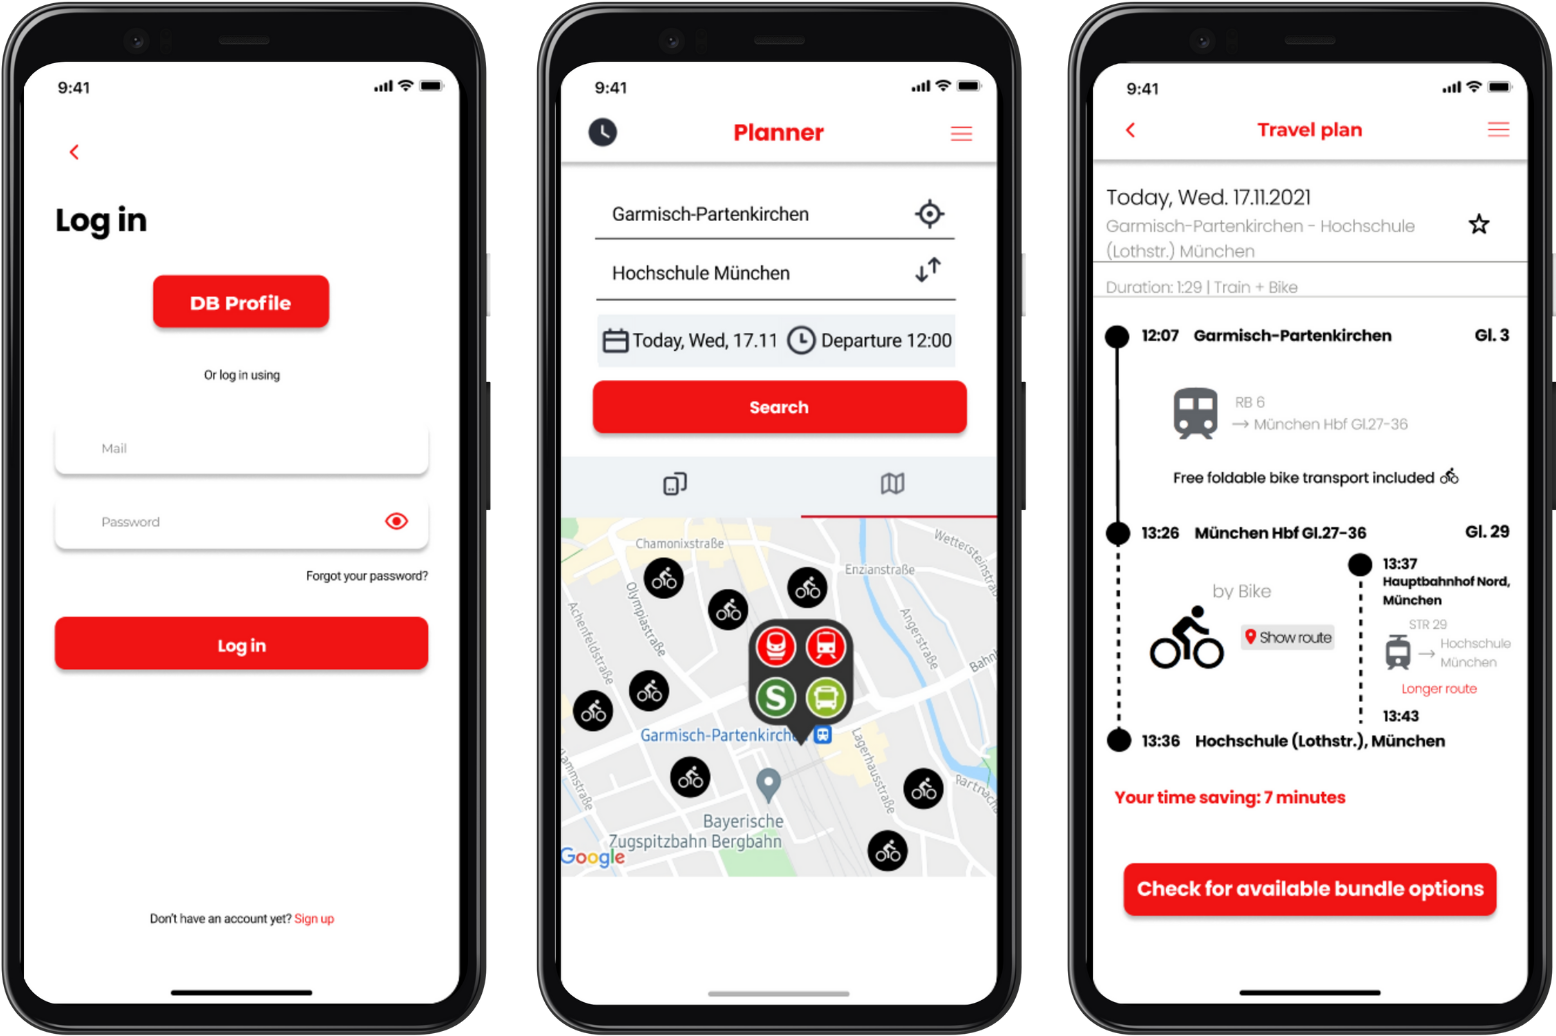 9:41
Log in
DB Profile
Or log in using
Mail
Password
Forgot your password?
Log in
Don't have an account yet? Sign up
9:41
Planner
Garmisch-Partenkirchen
Hochschule München
Today, Wed, 17.11 Departure 12:00
Search
Chamonixstraße
Wettersteinstraß
Enzianstraße
Olympiastraße
Achenfeldstraße
Angerstraße
Bahn
S
Garmisch-Partenkirch
Lagerhausstraße
ammstraße
Partnach
Bayerische
Zugspitzbahn Bergbahn
Google
9:41
Travel plan
Today, Wed. 17.11.2021
Garmisch-Partenkirchen - Hochschule
(Lothstr.) München
Duration: 1:29 | Train + Bike
12:07 Garmisch-Partenkirchen Gl. 3
RB 6
→ München Hbf Gl.27-36
Free foldable bike transport included
13:26 München Hbf Gl.27-36 Gl. 29
13:37
Hauptbahnhof Nord,
München
by Bike
Show route
STR 29
→ Hochschule
München
Longer route
13:43
13:36 Hochschule (Lothstr.), München
Your time saving: 7 minutes
Check for available bundle options